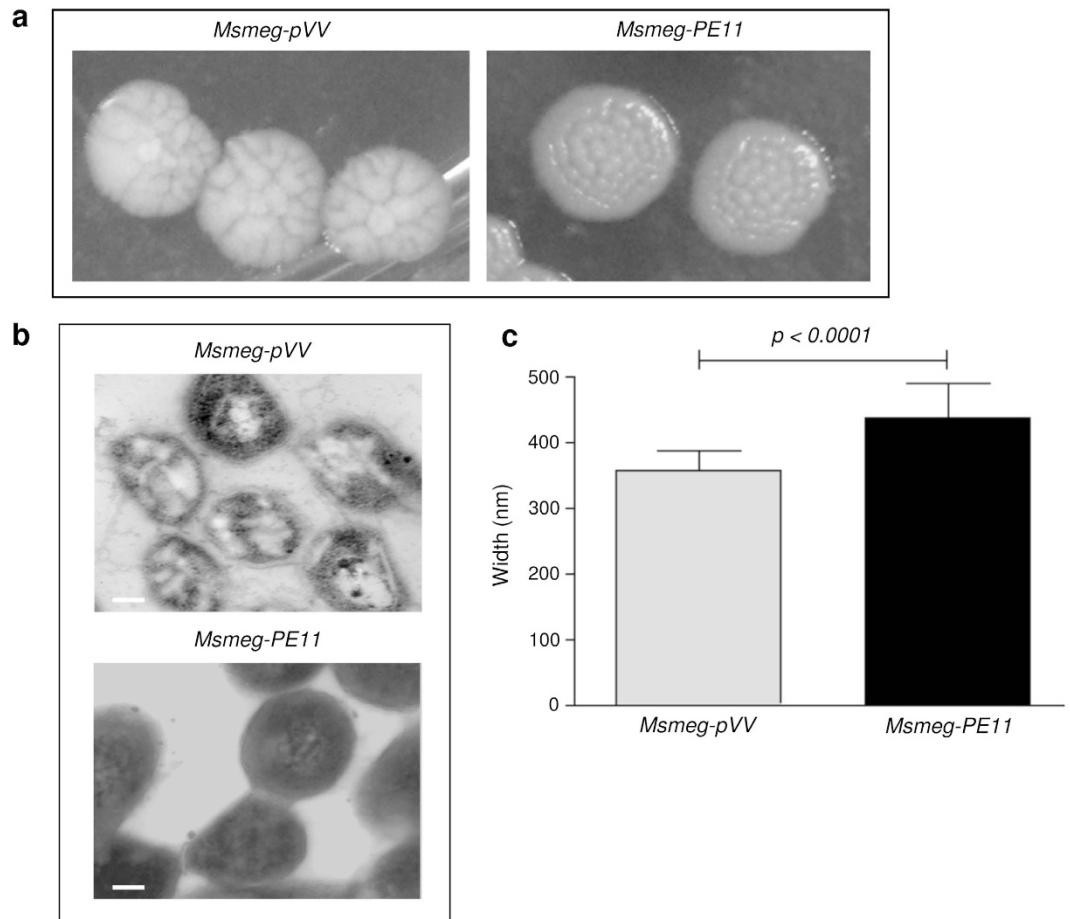 a
Msmeg-pVV Msmeg-PE11
b
Msmeg-pVV
Msmeg-PE11
c
p < 0.0001
500
400
300
200
100
0
Width (nm)
Msmeg-pVV Msmeg-PE11